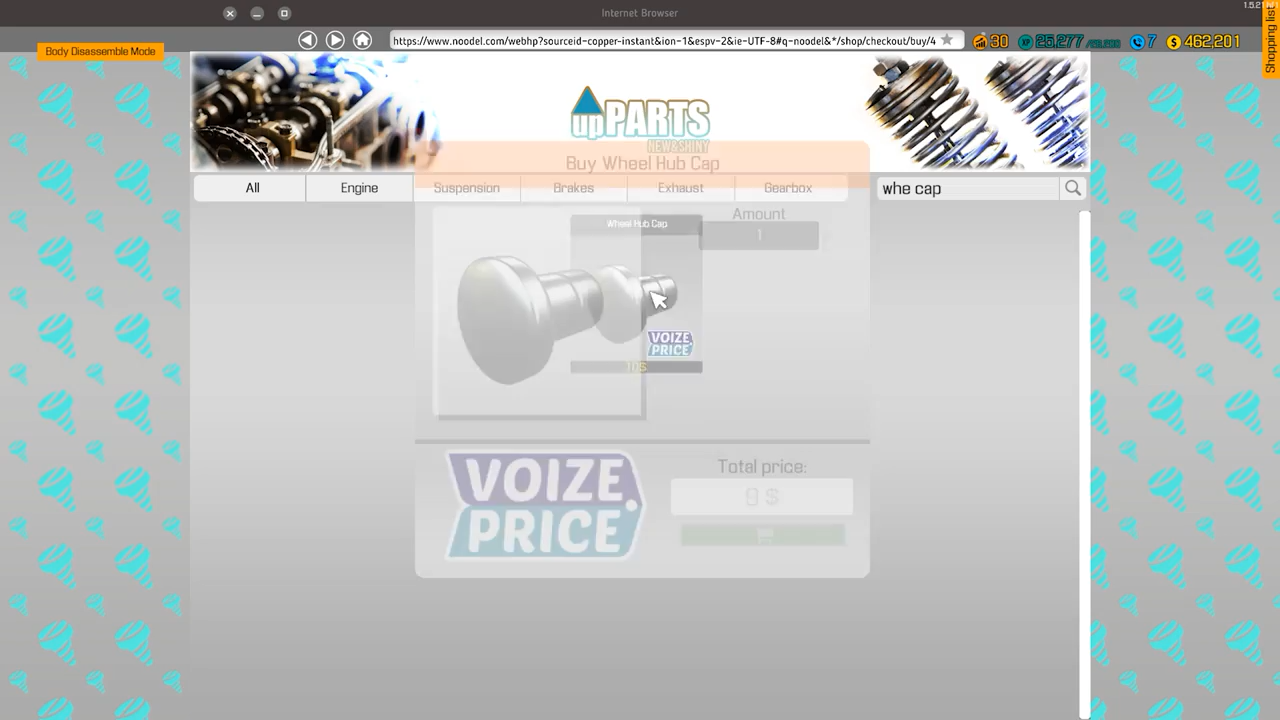 Internet Browser
Body Disassemble Mode
https://www.noodel.com/webhp?sourceid-copper-instant&ion-1&espv-2&ie-UTF-8#q-noodel&*/shop/checkout/buy/4
30
25,277
7
462,201
Shopping list
upPARTS
NEW&SHINY
Buy Wheel Hub Cap
All
Engine
Suspension
Brakes
Exhaust
Gearbox
whe cap
Wheel Hub Cap
Amount
1
VOIZE
PRICE
VOIZE
PRICE
Total price:
0 $